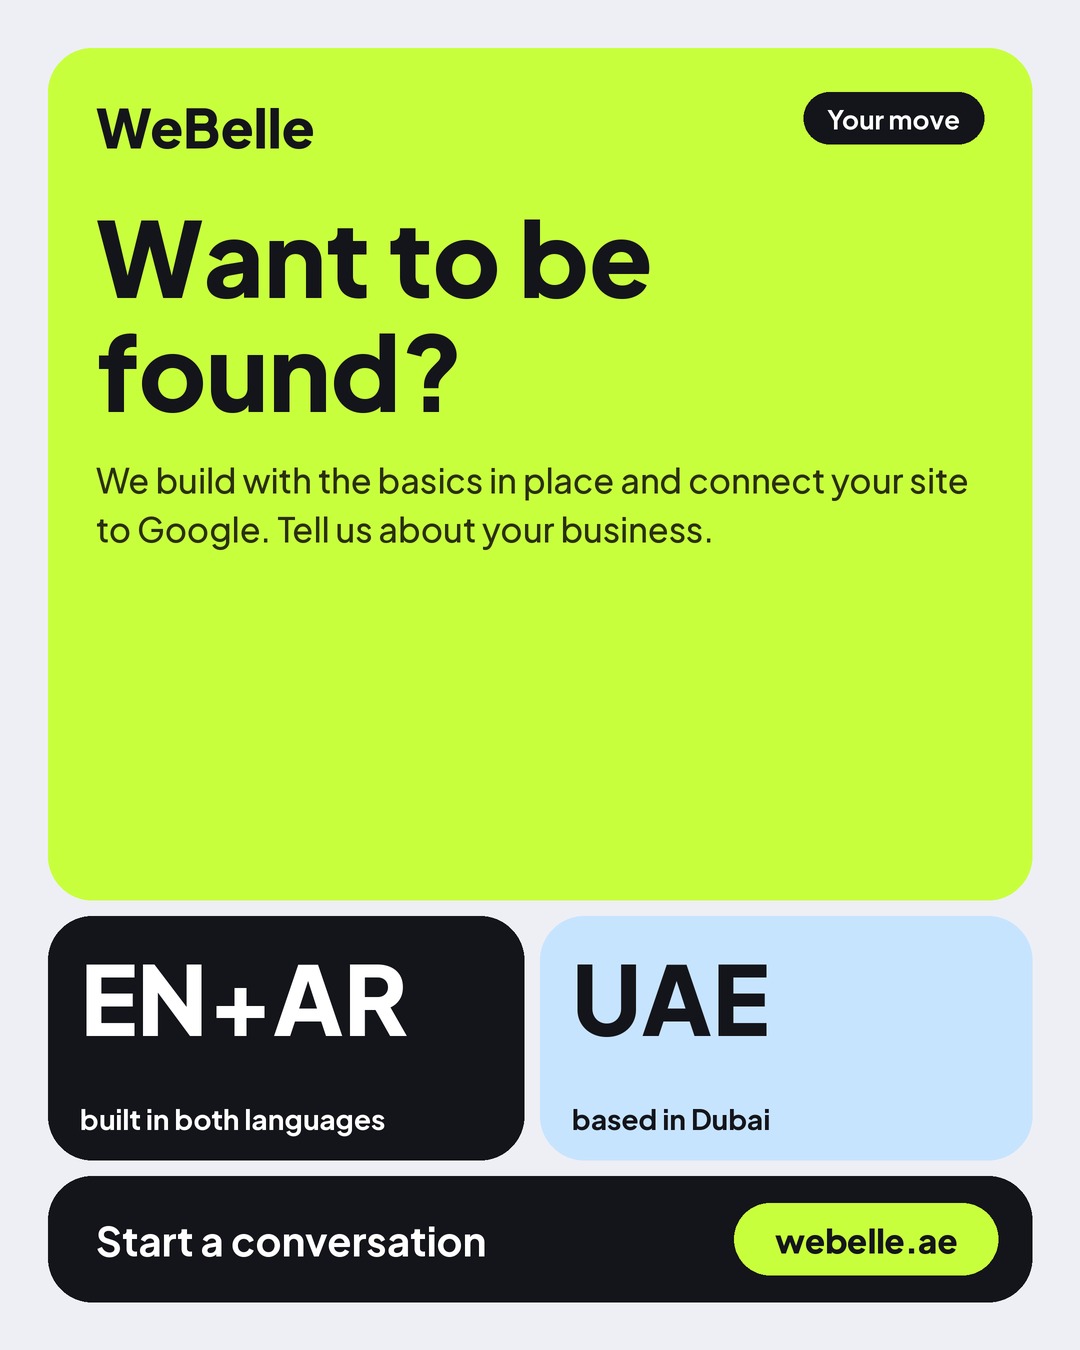 WeBelle
Your move
Want to be
found?
We build with the basics in place and connect your site
to Google. Tell us about your business.
EN+AR
built in both languages
UAE
based in Dubai
Start a conversation
webelle.ae